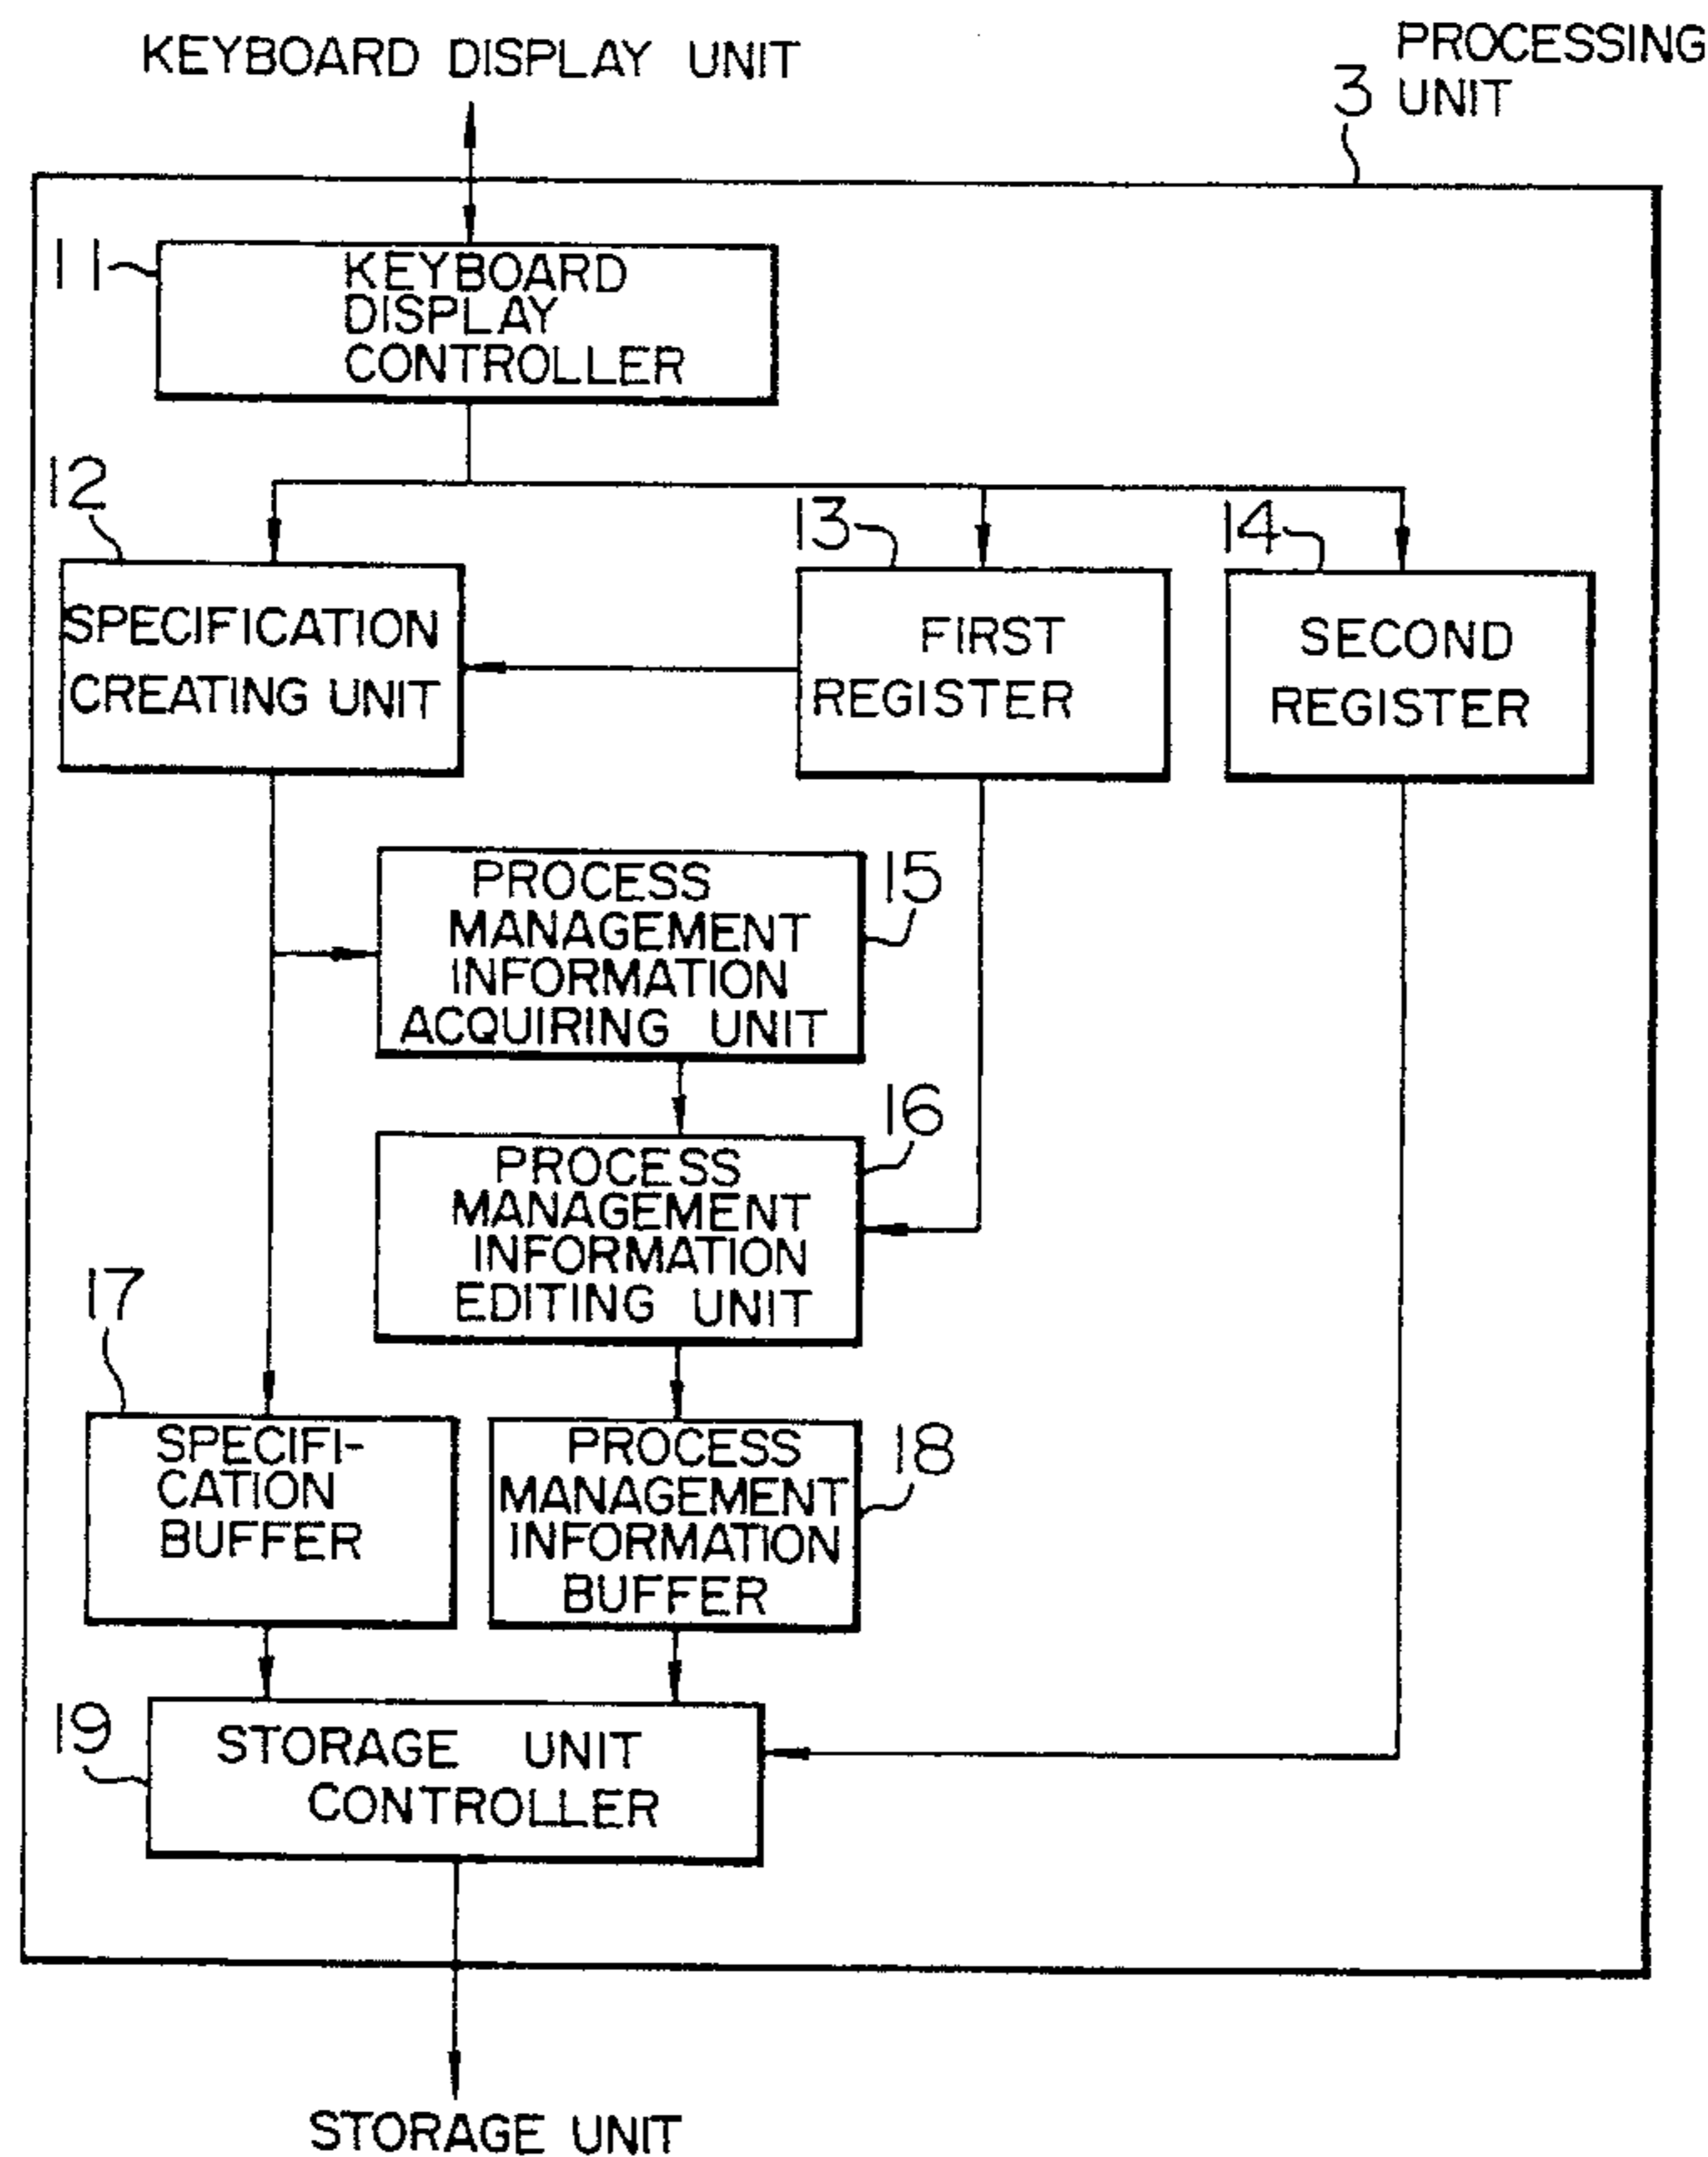 KEYBOARD DISPLAY UNIT
PROCESSING
3 UNIT
11
KEYBOARD
DISPLAY
CONTROLLER
12
13
14
SPECIFICATION
CREATING UNIT
FIRST
REGISTER
SECOND
REGISTER
15
PROCESS
MANAGEMENT
INFORMATION
ACQUIRING UNIT
16
PROCESS
MANAGEMENT
INFORMATION
EDITING UNIT
17
SPECIFI-
CATION
BUFFER
18
PROCESS
MANAGEMENT
INFORMATION
BUFFER
19
STORAGE UNIT
CONTROLLER
STORAGE UNIT